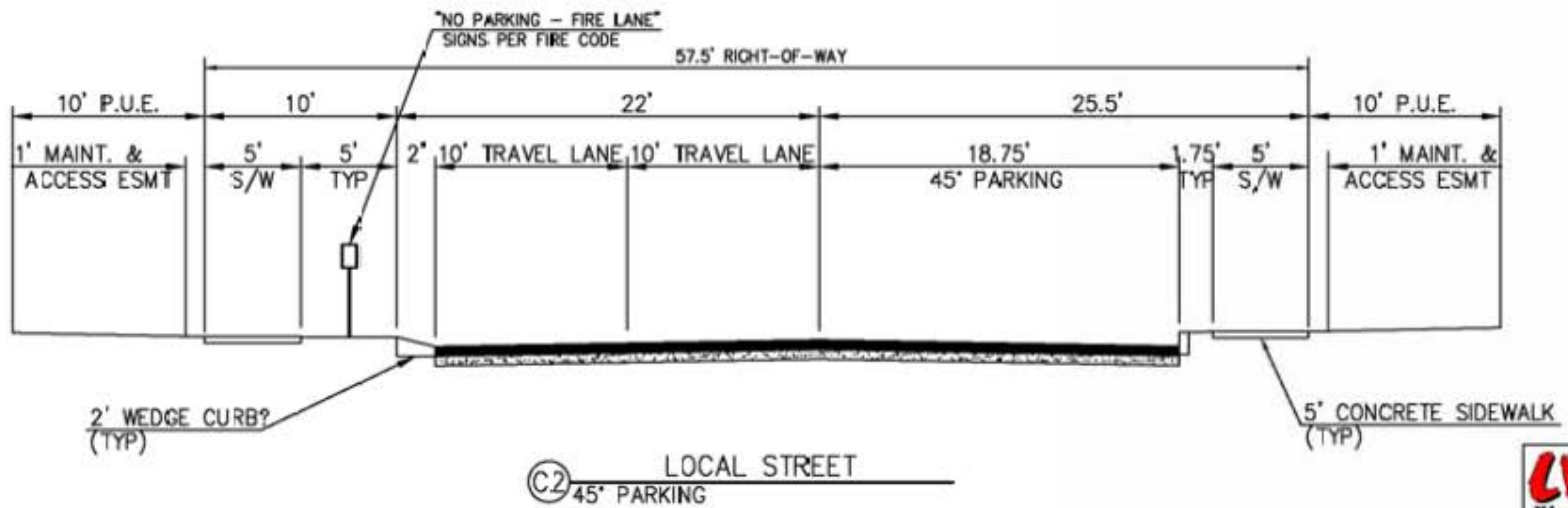 "NO PARKING - FIRE LANE"
SIGNS PER FIRE CODE
57.5' RIGHT-OF-WAY
10' P.U.E.
10'
22'
25.5'
10' P.U.E.
1' MAINT. &
ACCESS ESMT
5'
S/W
5'
TYP
2"
10' TRAVEL LANE
10' TRAVEL LANE
18.75'
45° PARKING
1.75'
TYP
5'
S/W
1' MAINT. &
ACCESS ESMT
2' WEDGE CURB?
(TYP)
5' CONCRETE SIDEWALK
(TYP)
C.2
LOCAL STREET
45° PARKING